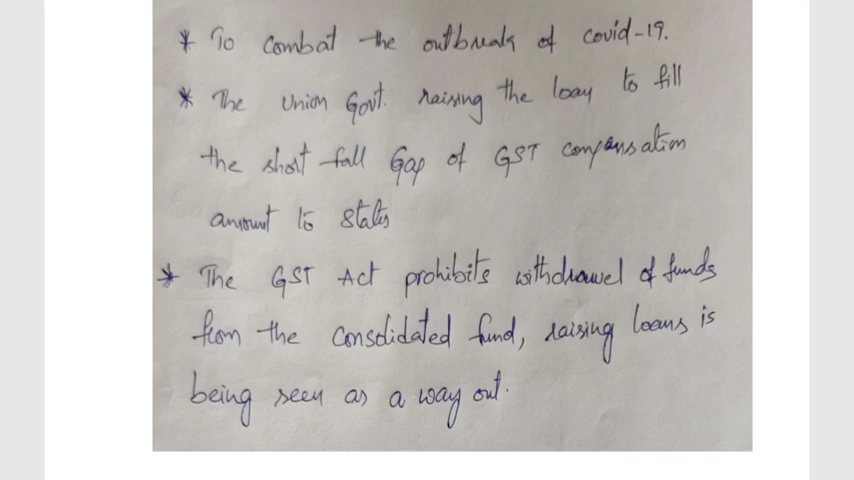 * To combat the outbreak of covid-19.
* The Union Govt. raising the loay to fill
the short fall Gap of GST compensation
amount to states
* The GST Act prohibits withdrawel of funds
from the consolidated fund, raising loans is
being seen as a way out.